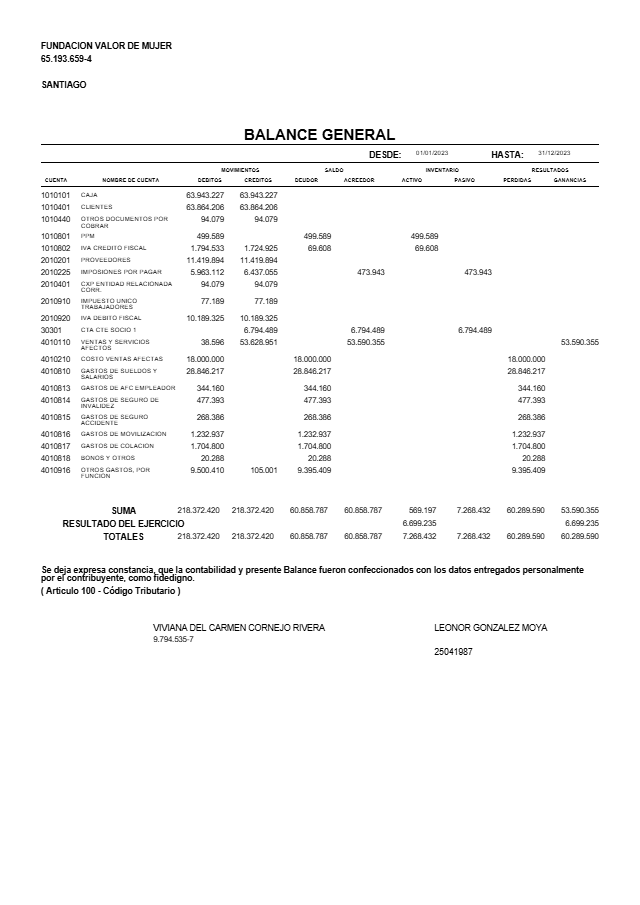 FUNDACION VALOR DE MUJER
65.193.659-4
SANTIAGO
BALANCE GENERAL
DESDE: 01/01/2023 HASTA: 31/12/2023
MOVIMIENTOS SALDO INVENTARIO RESULTADOS
CUENTA NOMBRE DE CUENTA DEBITOS CREDITOS DEUDOR ACREEDOR ACTIVO PASIVO PERDIDAS GANANCIAS
1010101 CAJA 63.943.227 63.943.227
1010401 CLIENTES 63.864.206 63.864.206
1010440 OTROS DOCUMENTOS POR 94.079 94.079
COBRAR
1010801 PPM 499.589 499.589 499.589
1010802 IVA CREDITO FISCAL 1.794.533 1.724.925 69.608 69.608
2010201 PROVEEDORES 11.419.894 11.419.894
2010225 IMPOSIONES POR PAGAR 5.963.112 6.437.055 473.943 473.943
2010401 CXP ENTIDAD RELACIONADA 94.079 94.079
CORR.
2010910 IMPUESTO UNICO 77.189 77.189
TRABAJADORES
2010920 IVA DEBITO FISCAL 10.189.325 10.189.325
30301 CTA CTE SOCIO 1 6.794.489 6.794.489 6.794.489
4010110 VENTAS Y SERVICIOS 38.596 53.628.951 53.590.355 53.590.355
AFECTOS
4010210 COSTO VENTAS AFECTAS 18.000.000 18.000.000 18.000.000
4010810 GASTOS DE SUELDOS Y 28.846.217 28.846.217 28.846.217
SALARIOS
4010813 GASTOS DE AFC EMPLEADOR 344.160 344.160 344.160
4010814 GASTOS DE SEGURO DE 477.393 477.393 477.393
INVALIDEZ
4010815 GASTOS DE SEGURO 268.386 268.386 268.386
ACCIDENTE
4010816 GASTOS DE MOVILIZACION 1.232.937 1.232.937 1.232.937
4010817 GASTOS DE COLACION 1.704.800 1.704.800 1.704.800
4010818 BONOS Y OTROS 20.288 20.288 20.288
4010916 OTROS GASTOS, POR 9.500.410 105.001 9.395.409 9.395.409
FUNCION
SUMA 218.372.420 218.372.420 60.858.787 60.858.787 569.197 7.268.432 60.289.590 53.590.355
RESULTADO DEL EJERCICIO 6.699.235 6.699.235
TOTALES 218.372.420 218.372.420 60.858.787 60.858.787 7.268.432 7.268.432 60.289.590 60.289.590
Se deja expresa constancia, que la contabilidad y presente Balance fueron confeccionados con los datos entregados personalmente
por el contribuyente, como fidedigno.
( Articulo 100 - Código Tributario )
VIVIANA DEL CARMEN CORNEJO RIVERA LEONOR GONZALEZ MOYA
9.794.535-7
25041987